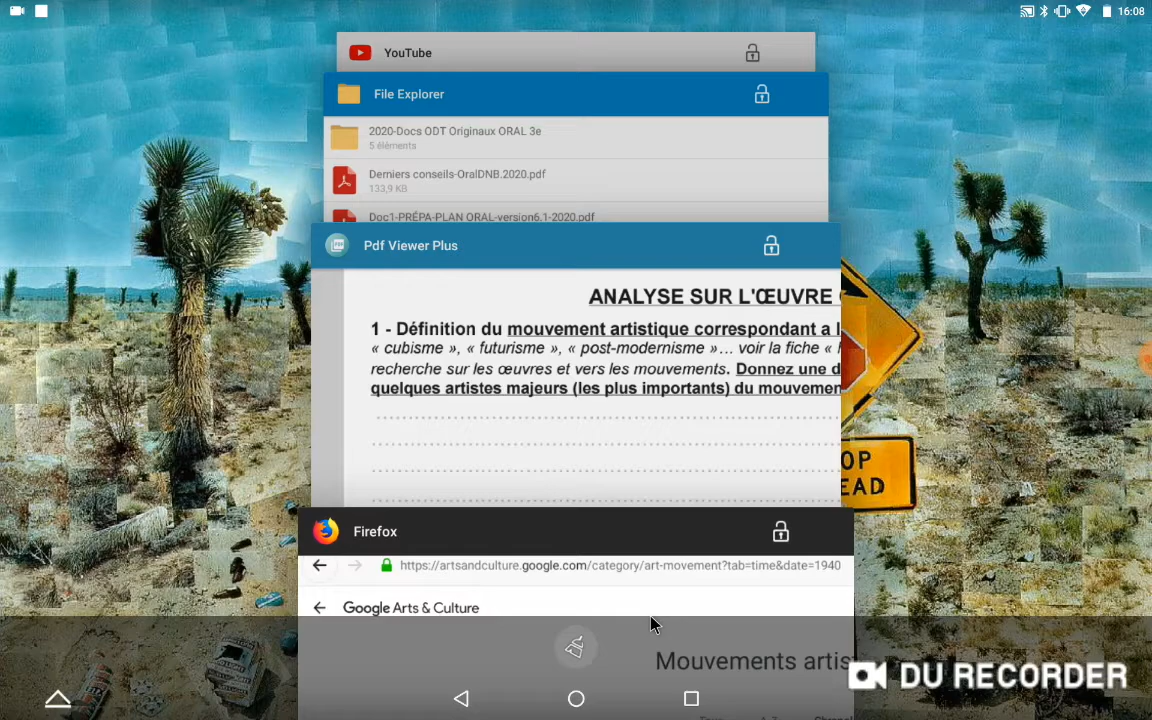 16:08
YouTube
File Explorer
2020-Docs ODT Originaux ORAL 3e
5 éléments
Derniers conseils-OralDNB.2020.pdf
133,9 KB
Doc1-PRÉPA-PLAN ORAL-version6.1-2020.pdf
Pdf Viewer Plus
ANALYSE SUR L'ŒUVRE
1 - Définition du mouvement artistique correspondant a l
« cubisme », « futurisme », « post-modernisme »... voir la fiche «
recherche sur les œuvres et vers les mouvements. Donnez une d
quelques artistes majeurs (les plus importants) du mouvemen
OP
EAD
Firefox
https://artsandculture.google.com/category/art-movement?tab=time&date=1940
Google Arts & Culture
Mouvements artis
DU RECORDER